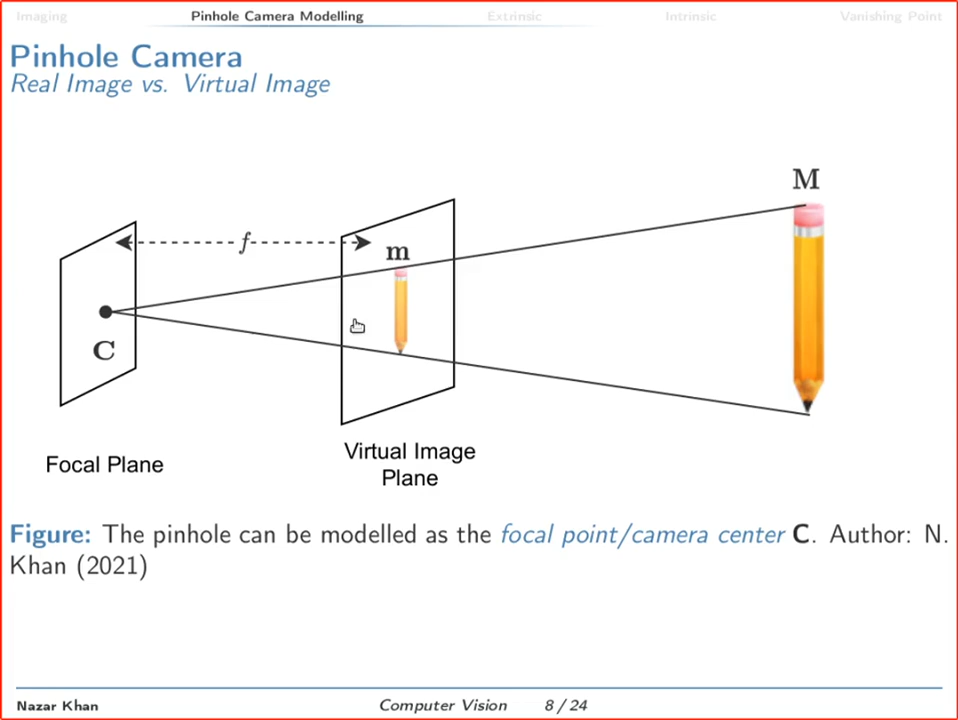 Imaging Pinhole Camera Modelling Extrinsic Intrinsic Vanishing Point
Pinhole Camera
Real Image vs. Virtual Image
M
f
m
C
Virtual Image
Plane
Focal Plane
Figure: The pinhole can be modelled as the focal point/camera center C. Author: N.
Khan (2021)
Nazar Khan Computer Vision 8 / 24